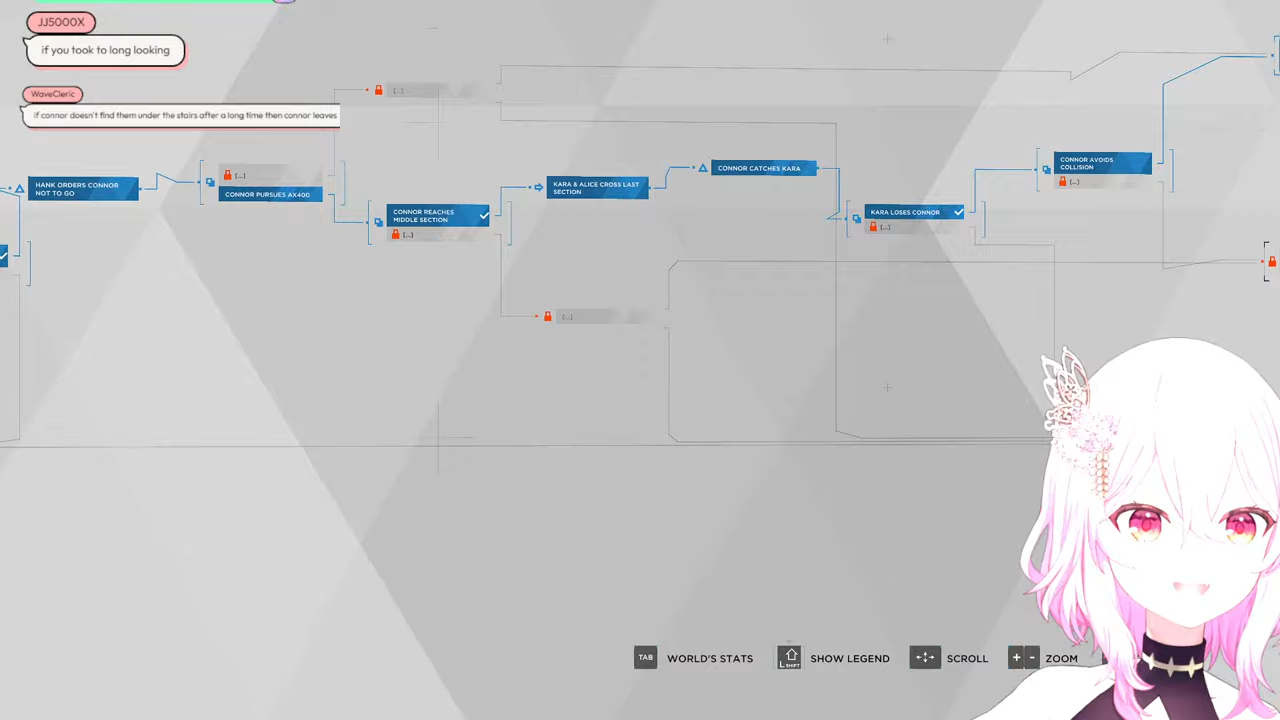 JJ5000X
if you took to long looking
WaveCleric
if connor doesn't find them under the stairs after a long time then connor leaves
HANK ORDERS CONNOR
NOT TO GO
[...]
CONNOR PURSUES AX400
[...]
CONNOR REACHES
MIDDLE SECTION
[...]
KARA & ALICE CROSS LAST
SECTION
[...]
CONNOR CATCHES KARA
KARA LOSES CONNOR
[...]
CONNOR AVOIDS
COLLISION
[...]
TAB WORLD'S STATS
L SHIFT SHOW LEGEND
SCROLL
+ - ZOOM